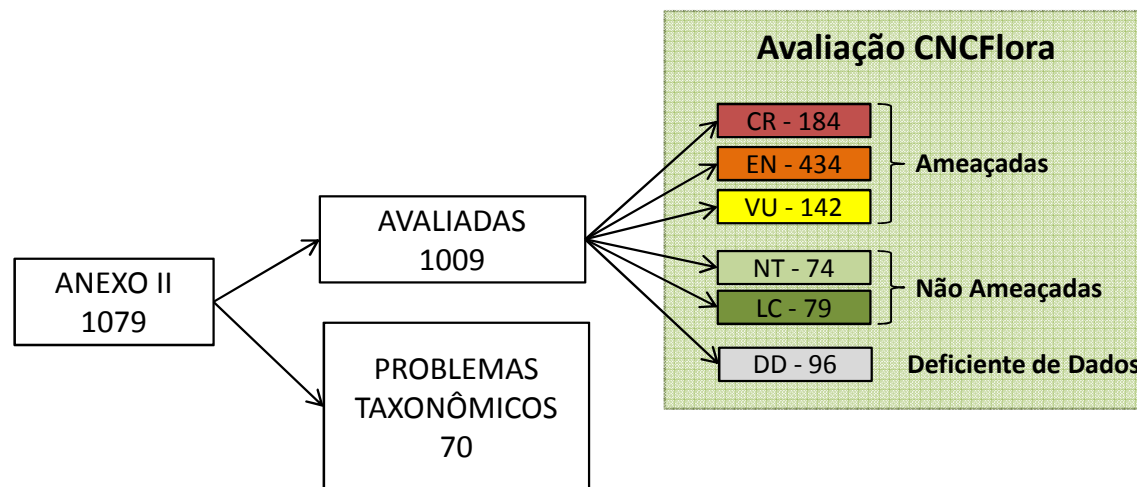 ANEXO II
1079
AVALIADAS
1009
PROBLEMAS
TAXONÔMICOS
70
Avaliação CNCFlora
CR - 184
EN - 434
VU - 142
Ameaçadas
NT - 74
LC - 79
Não Ameaçadas
DD - 96
Deficiente de Dados